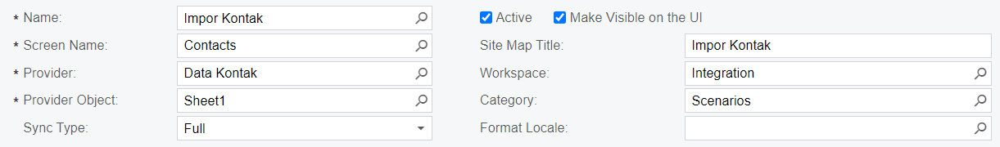 * Name: Impor Kontak
* Screen Name: Contacts
* Provider: Data Kontak
* Provider Object: Sheet1
Sync Type: Full
Active Make Visible on the UI
Site Map Title: Impor Kontak
Workspace: Integration
Category: Scenarios
Format Locale: